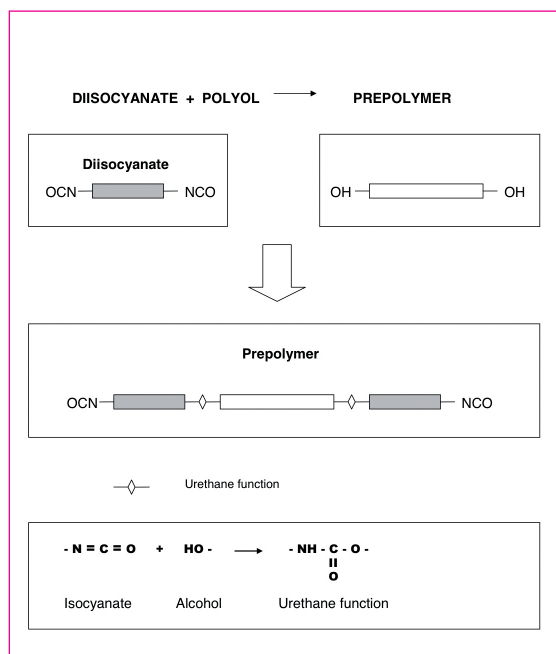 DIISOCYANATE + POLYOL PREPOLYMER
Diisocyanate
OCN NCO
OH OH
Prepolymer
OCN NCO
Urethane function
- N = C = O + HO - - NH - C - O -
II
O
Isocyanate Alcohol Urethane function